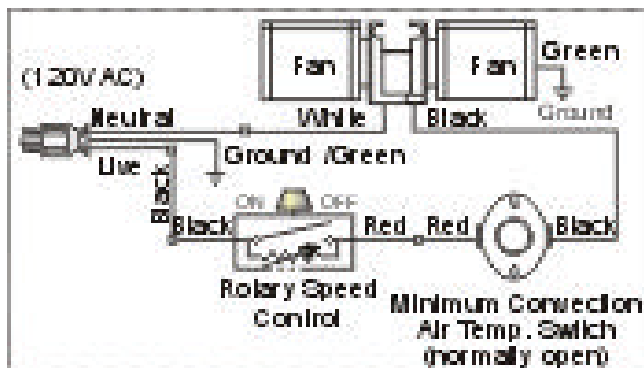 Fan
Fan
Green
Ground
(120V AC)
Neutral
White
Black
Live
Ground /Green
Black
ON
OFF
Black
Red
Red
Black
Rotary Speed
Control
Minimum Convection
Air Temp. Switch
(normally open)